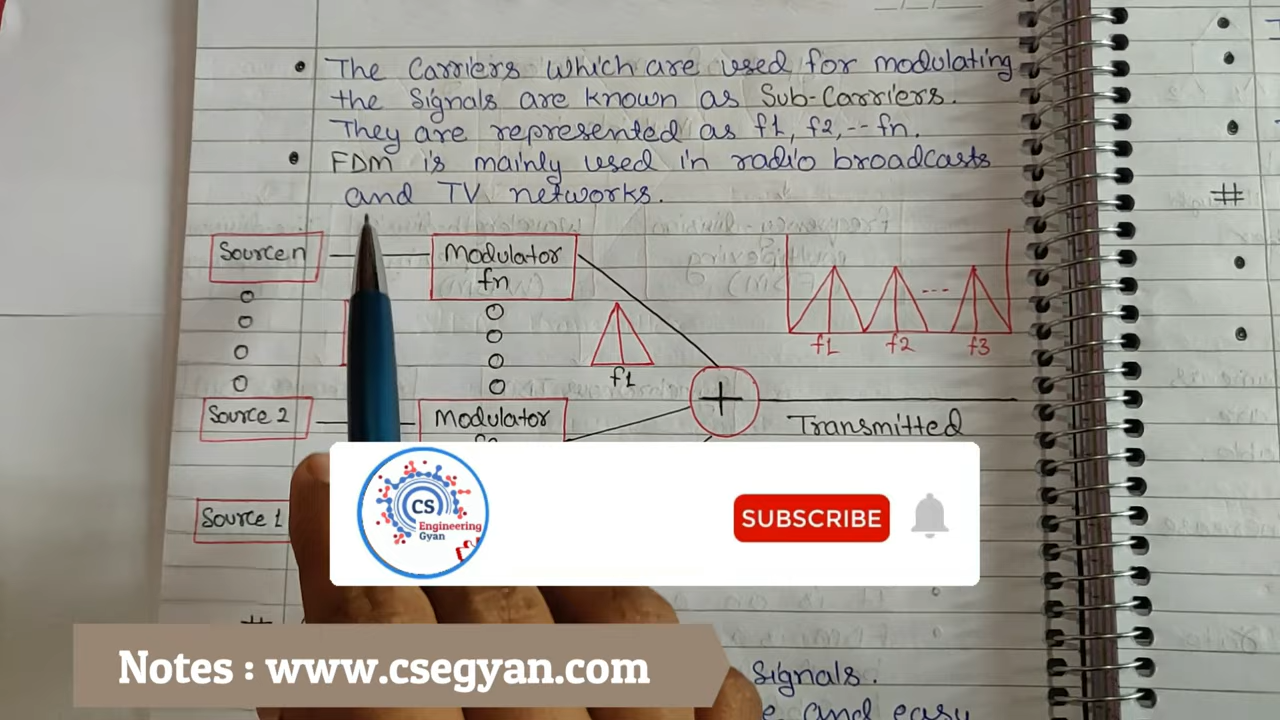 • The Carriers which are used for modulating
the Signals are known as Sub-Carriers.
They are represented as f1, f2,--fn.
• FDM is mainly used in radio broadcasts
and TV networks.
Source n
Modulator
fn
f1
f1 f2 --- f3
+
Source 2
Modulator
Transmitted
Source 1
CS
Engineering
Gyan
SUBSCRIBE
#
#
Notes : www.csegyan.com
Signals.
and easy